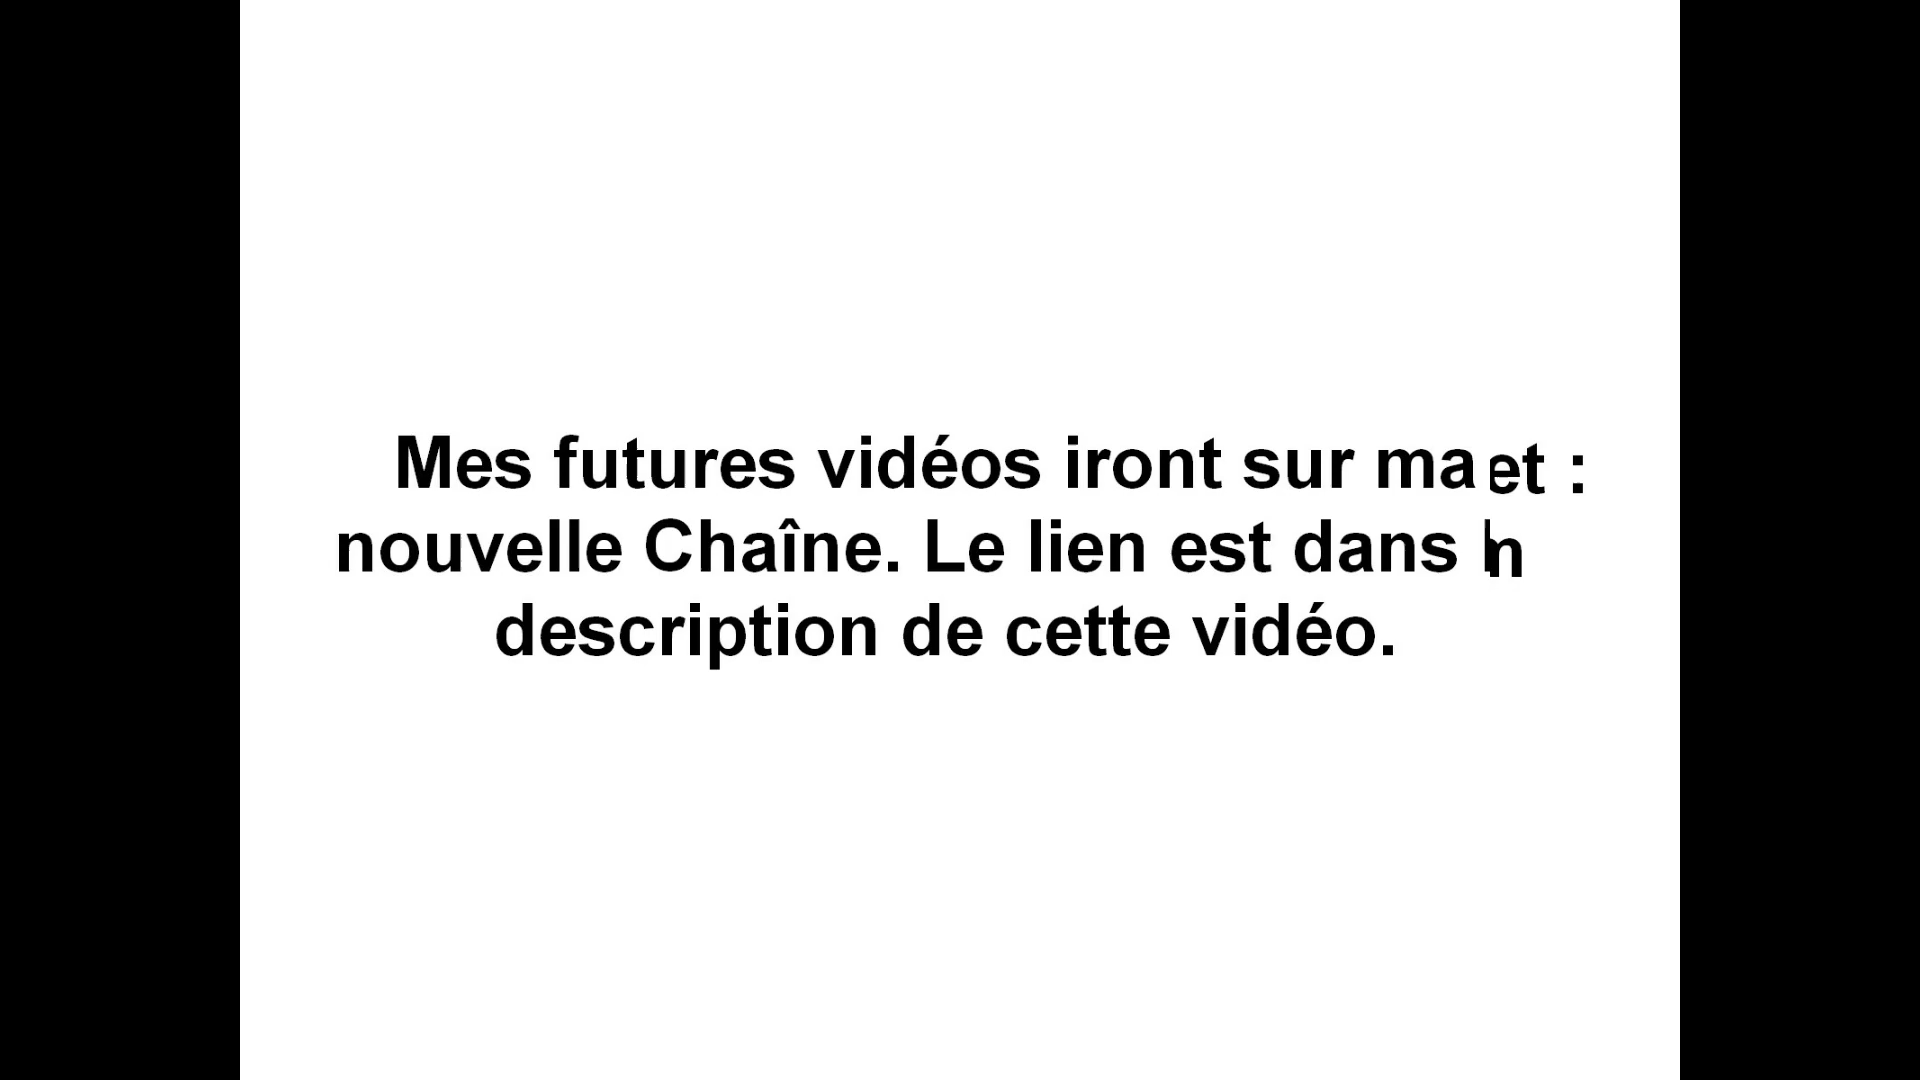 Mes futures vidéos iront sur ma et :
nouvelle Chaîne. Le lien est dans
description de cette vidéo.